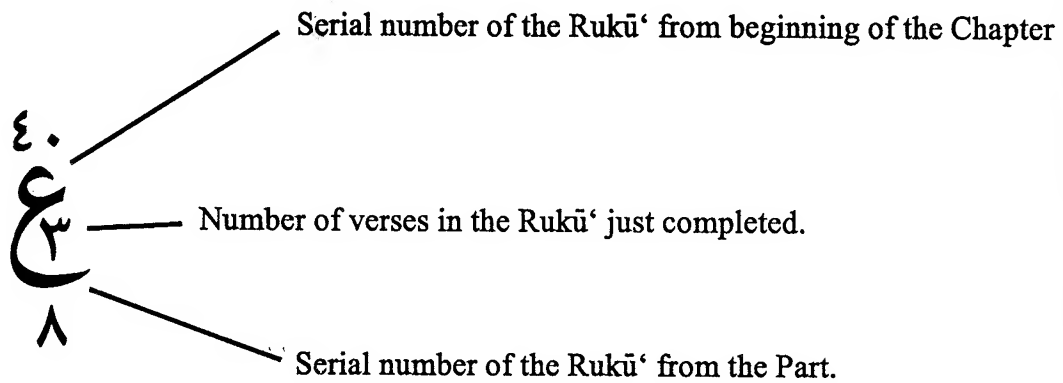 Serial number of the Rukū‘ from beginning of the Chapter
٤٠
ع
٣
Number of verses in the Rukū‘ just completed.
٨
Serial number of the Rukū‘ from the Part.